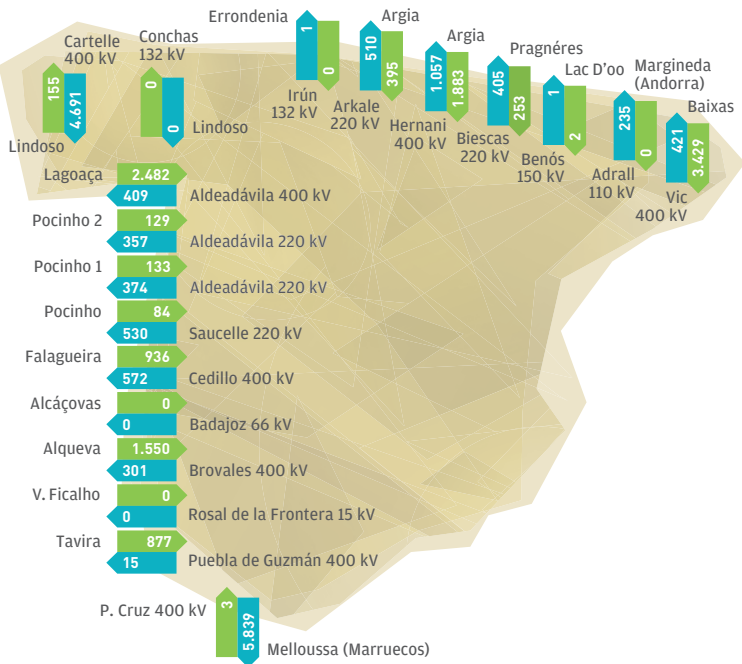 Errondenia
Argia
Argia
Pragnéres
Lac D'oo
Margineda
(Andorra)
Baixas
Cartelle
400 kV
Conchas
132 kV
155
4.691
0
0
1
0
510
395
1.057
1.883
405
253
1
2
235
0
421
3.429
Lindoso
Lindoso
Irún
132 kV
Arkale
220 kV
Hernani
400 kV
Biescas
220 kV
Benós
150 kV
Adrall
110 kV
Vic
400 kV
Lagoaça
2.482
409
Aldeadávila 400 kV
Pocinho 2
129
357
Aldeadávila 220 kV
Pocinho 1
133
374
Aldeadávila 220 kV
Pocinho
84
530
Saucelle 220 kV
Falagueira
936
572
Cedillo 400 kV
Alcáçovas
0
0
Badajoz 66 kV
Alqueva
1.550
301
Brovales 400 kV
V. Ficalho
0
0
Rosal de la Frontera 15 kV
Tavira
877
15
Puebla de Guzmán 400 kV
P. Cruz 400 kV
3
5.839
Melloussa (Marruecos)